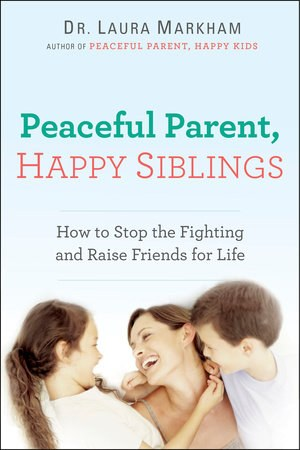 DR. LAURA MARKHAM
AUTHOR OF PEACEFUL PARENT, HAPPY KIDS
Peaceful Parent,
HAPPY SIBLINGS
How to Stop the Fighting
and Raise Friends for Life